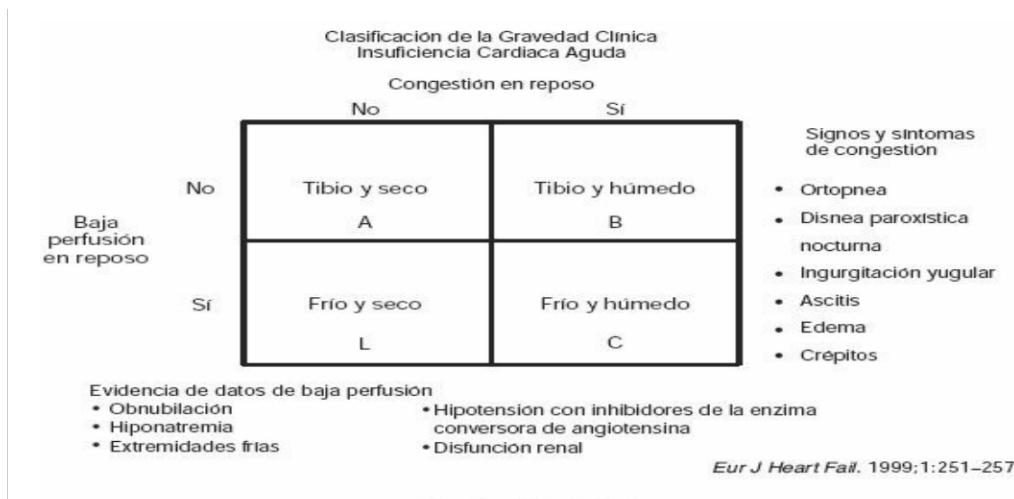 Clasificación de la Gravedad Clínica
Insuficiencia Cardiaca Aguda
Congestión en reposo
No Sí
Signos y síntomas
de congestión
No
Tibio y seco
A
Tibio y húmedo
B
Baja
perfusión
en reposo
Sí
Frío y seco
L
Frío y húmedo
C
• Ortopnea
• Disnea paroxística
nocturna
• Ingurgitación yugular
• Ascitis
• Edema
• Crépitos
Evidencia de datos de baja perfusión
• Obnubilación
• Hiponatremia
• Extremidades frías
• Hipotensión con inhibidores de la enzima
conversora de angiotensina
• Disfunción renal
Eur J Heart Fail. 1999;1:251–257